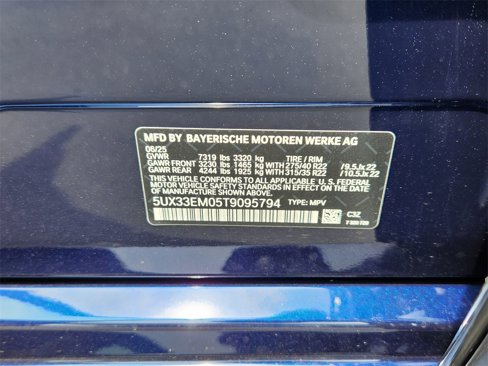 MFD BY BAYERISCHE MOTOREN WERKE AG
06/25
GVWR 7319 lbs 3320 kg TIRE / RIM
GAWR FRONT 3230 lbs 1465 kg WITH 275/40 R22 /9.5Jx22
GAWR REAR 4244 lbs 1925 kg WITH 315/35 R22 /10.5Jx22
THIS VEHICLE CONFORMS TO ALL APPLICABLE U. S. FEDERAL
MOTOR VEHICLE SAFETY STANDARDS IN EFFECT ON THE DATE
OF MANUFACTURE SHOWN ABOVE.
5UX33EM05T9095794 TYPE: MPV
C3Z